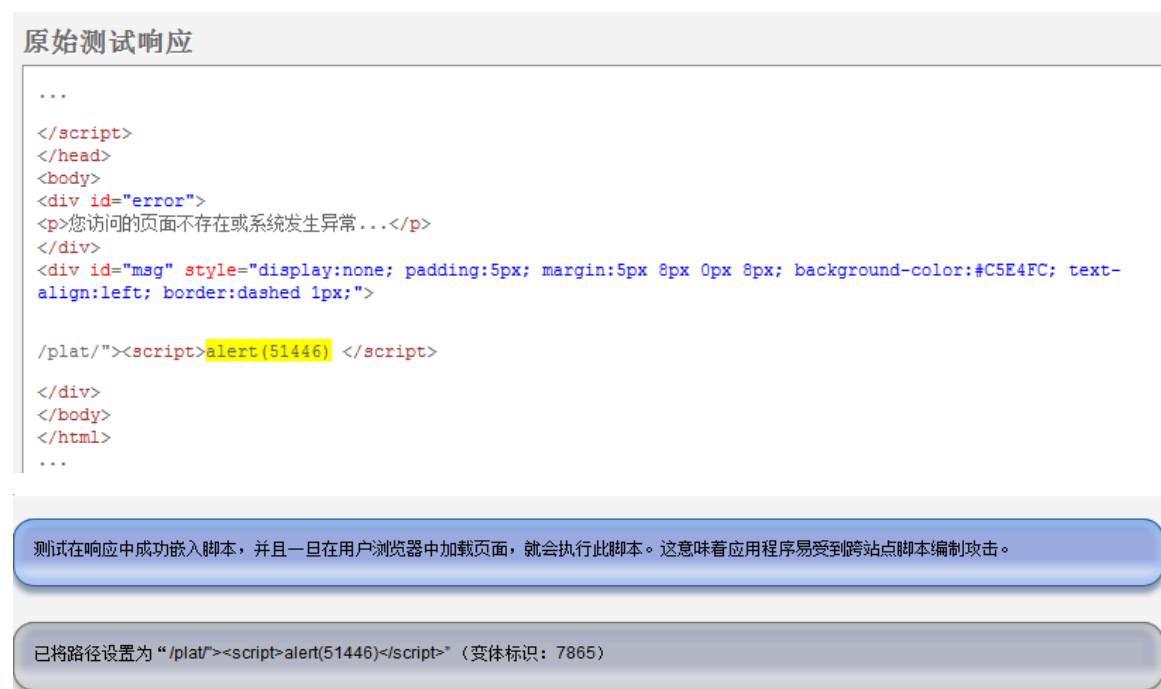 原始测试响应
...
</script>
</head>
<body>
<div id="error">
<p>您访问的页面不存在或系统发生异常...</p>
</div>
<div id="msg" style="display:none; padding:5px; margin:5px 8px 0px 8px; background-color:#C5E4FC; text-
align:left; border:dashed 1px;">
/plat/"><script>alert(51446) </script>
</div>
</body>
</html>
...
测试在响应中成功嵌入脚本，并且一旦在用户浏览器中加载页面，就会执行此脚本。这意味着应用程序易受到跨站点脚本编制攻击。
已将路径设置为“/plat/"><script>alert(51446)</script>”（变体标识：7865）